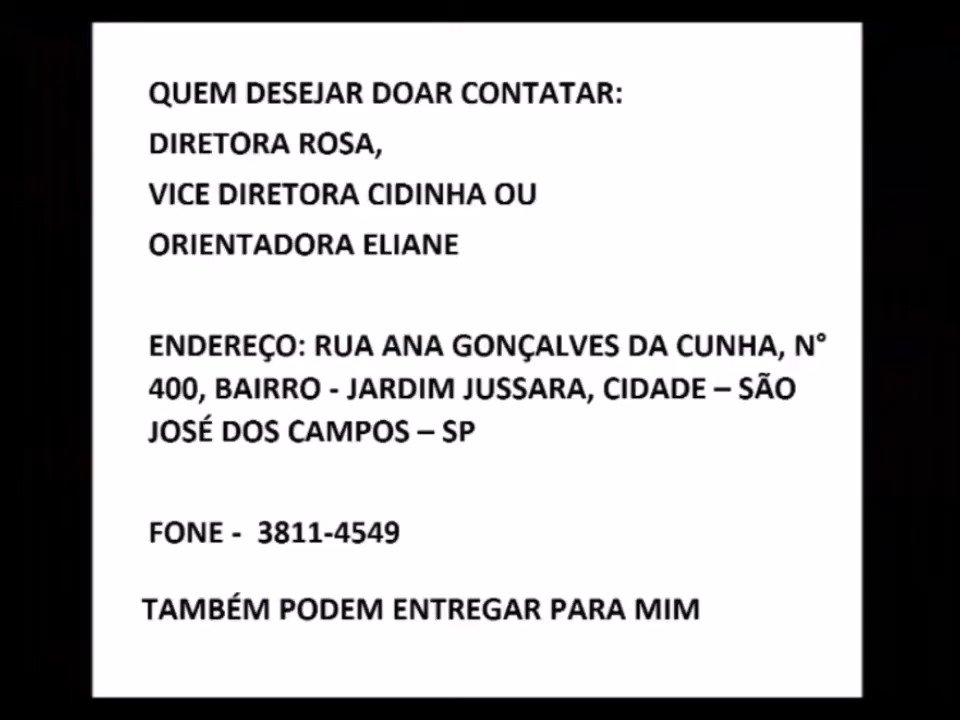 QUEM DESEJAR DOAR CONTATAR:
DIRETORA ROSA,
VICE DIRETORA CIDINHA OU
ORIENTADORA ELIANE
ENDEREÇO: RUA ANA GONÇALVES DA CUNHA, N°
400, BAIRRO - JARDIM JUSSARA, CIDADE – SÃO
JOSÉ DOS CAMPOS – SP
FONE - 3811-4549
TAMBÉM PODEM ENTREGAR PARA MIM